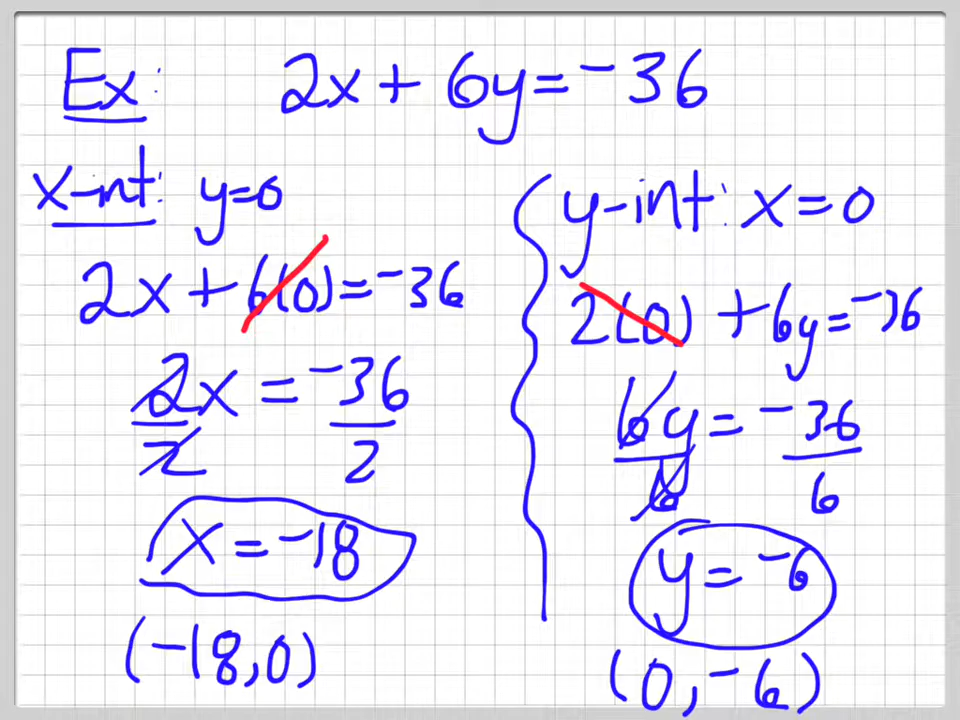 Ex: 2x + 6y = -36
x-int: y=0
2x + 6(0) = -36
2x = -36
2 2
x = -18
(-18,0)
y-int: x = 0
2(0) + 6y = -36
6y = -36
6 6
y = -6
(0,-6)